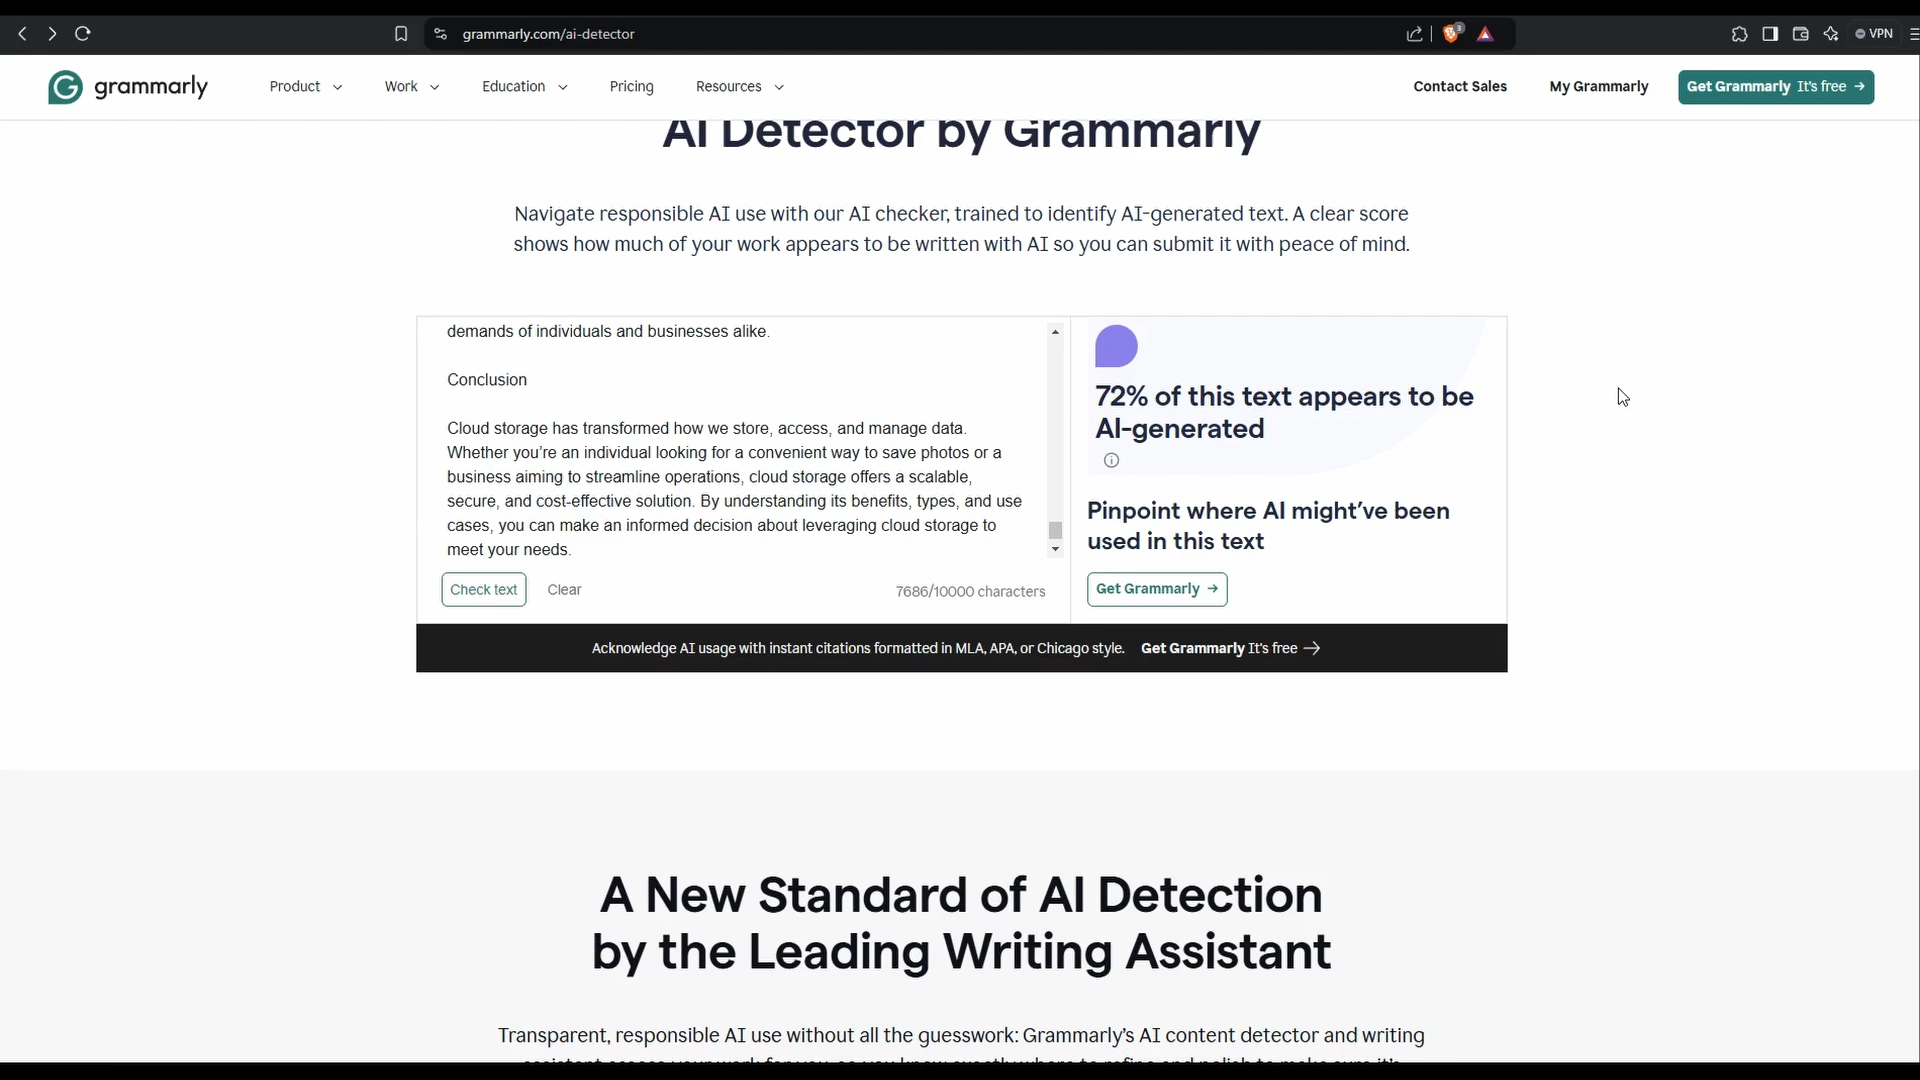 grammarly.com/ai-detector
3
VPN
grammarly
Product
Work
Education
Pricing
Resources
Contact Sales
My Grammarly
Get Grammarly It's free →
AI Detector by Grammarly
Navigate responsible AI use with our AI checker, trained to identify AI-generated text. A clear score
shows how much of your work appears to be written with AI so you can submit it with peace of mind.
demands of individuals and businesses alike.
Conclusion
Cloud storage has transformed how we store, access, and manage data.
Whether you're an individual looking for a convenient way to save photos or a
business aiming to streamline operations, cloud storage offers a scalable,
secure, and cost-effective solution. By understanding its benefits, types, and use
cases, you can make an informed decision about leveraging cloud storage to
meet your needs.
Check text
Clear
7686/10000 characters
72% of this text appears to be
AI-generated
Pinpoint where AI might've been
used in this text
Get Grammarly →
Acknowledge AI usage with instant citations formatted in MLA, APA, or Chicago style. Get Grammarly It's free →
A New Standard of AI Detection
by the Leading Writing Assistant
Transparent, responsible AI use without all the guesswork: Grammarly's AI content detector and writing